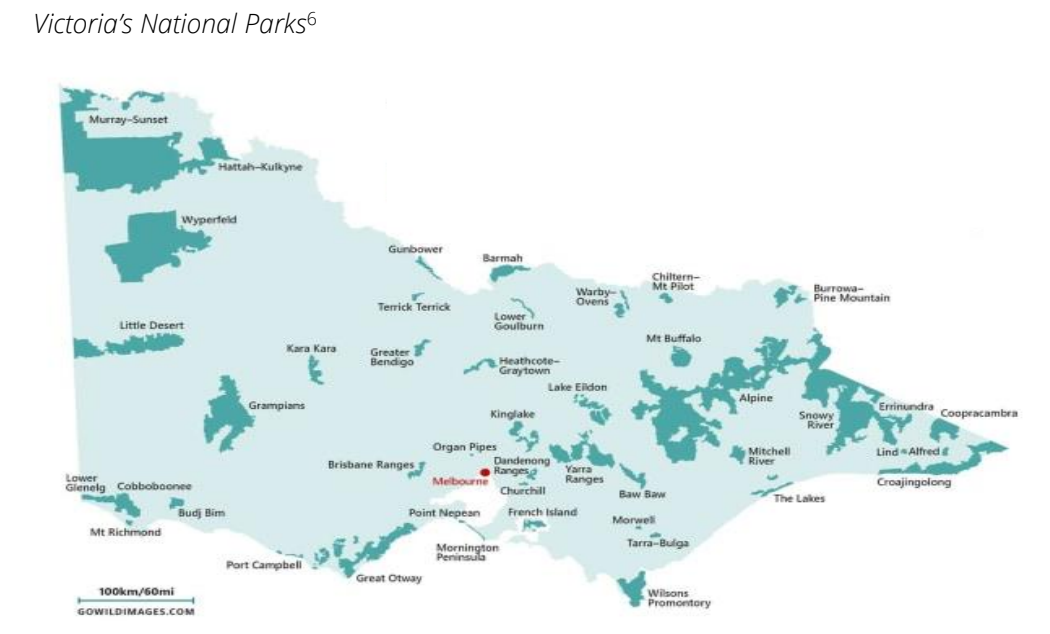 Victoria's National Parks6
Murray–Sunset
Hattah–Kulkyne
Wyperfeld
Gunbower
Barmah
Chiltern–
Mt Pilot
Warby–
Ovens
Burrowa–
Pine Mountain
Terrick Terrick
Lower
Goulburn
Little Desert
Mt Buffalo
Kara Kara
Greater
Bendigo
Heathcote–
Graytown
Lake Eildon
Alpine
Grampians
Kinglake
Snowy
River
Errinundra
Coopracambra
Organ Pipes
Mitchell
River
Lind
Alfred
Brisbane Ranges
Dandenong
Ranges
Yarra
Ranges
Melbourne
Lower
Glenelg
Cobboboonee
Churchill
Baw Baw
Croajingolong
The Lakes
Budj Bim
Point Nepean
French Island
Morwell
Mt Richmond
Mornington
Peninsula
Tarra–Bulga
Port Campbell
Great Otway
Wilsons
Promontory
100km/60mi
GOWILDIMAGES.COM